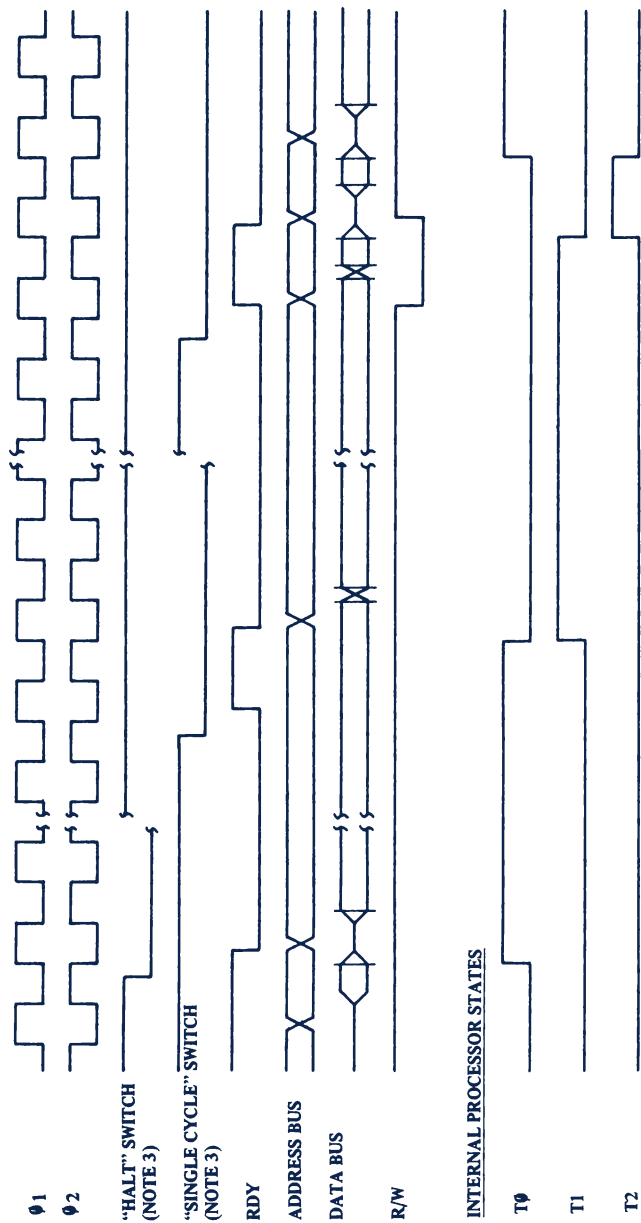 φ1
φ2
"HALT" SWITCH
(NOTE 3)
"SINGLE CYCLE" SWITCH
(NOTE 3)
RDY
ADDRESS BUS
DATA BUS
R/W
INTERNAL PROCESSOR STATES
TØ
T1
T2